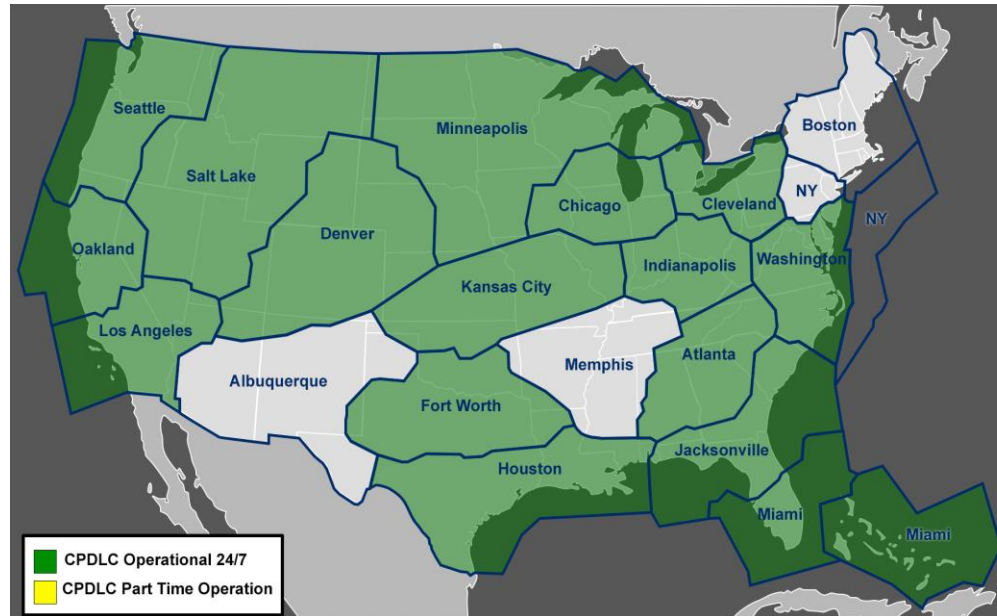 Seattle
Minneapolis
Boston
Salt Lake
NY
Chicago
Cleveland
NY
Denver
Oakland
Washington
Indianapolis
Kansas City
Los Angeles
Atlanta
Memphis
Albuquerque
Fort Worth
Jacksonville
Houston
Miami
Miami
CPDLC Operational 24/7
CPDLC Part Time Operation